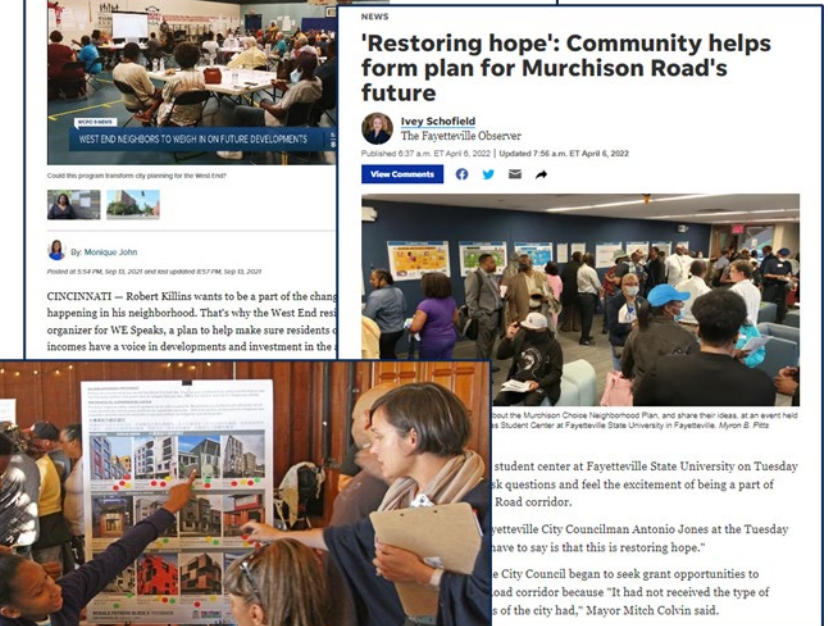 WCPO 9 NEWS
WEST END NEIGHBORS TO WEIGH IN ON FUTURE DEVELOPMENTS
Could this program transform city planning for the West End?
By: Monique John
Posted at 5:54 PM, Sep 13, 2021 and last updated 8:57 PM, Sep 13, 2021
CINCINNATI — Robert Killins wants to be a part of the chang
happening in his neighborhood. That's why the West End resi
organizer for WE Speaks, a plan to help make sure residents o
incomes have a voice in developments and investment in the
NEWS
'Restoring hope': Community helps
form plan for Murchison Road's
future
Ivey Schofield
The Fayetteville Observer
Published 6:37 a.m. ET April 6, 2022 | Updated 7:56 a.m. ET April 6, 2022
View Comments
bout the Murchison Choice Neighborhood Plan, and share their ideas, at an event held
as Student Center at Fayetteville State University in Fayetteville. Myron B. Pitts
student center at Fayetteville State University on Tuesday
sk questions and feel the excitement of being a part of
Road corridor.
yetteville City Councilman Antonio Jones at the Tuesday
have to say is that this is restoring hope."
e City Council began to seek grant opportunities to
oad corridor because "It had not received the type of
s of the city had," Mayor Mitch Colvin said.